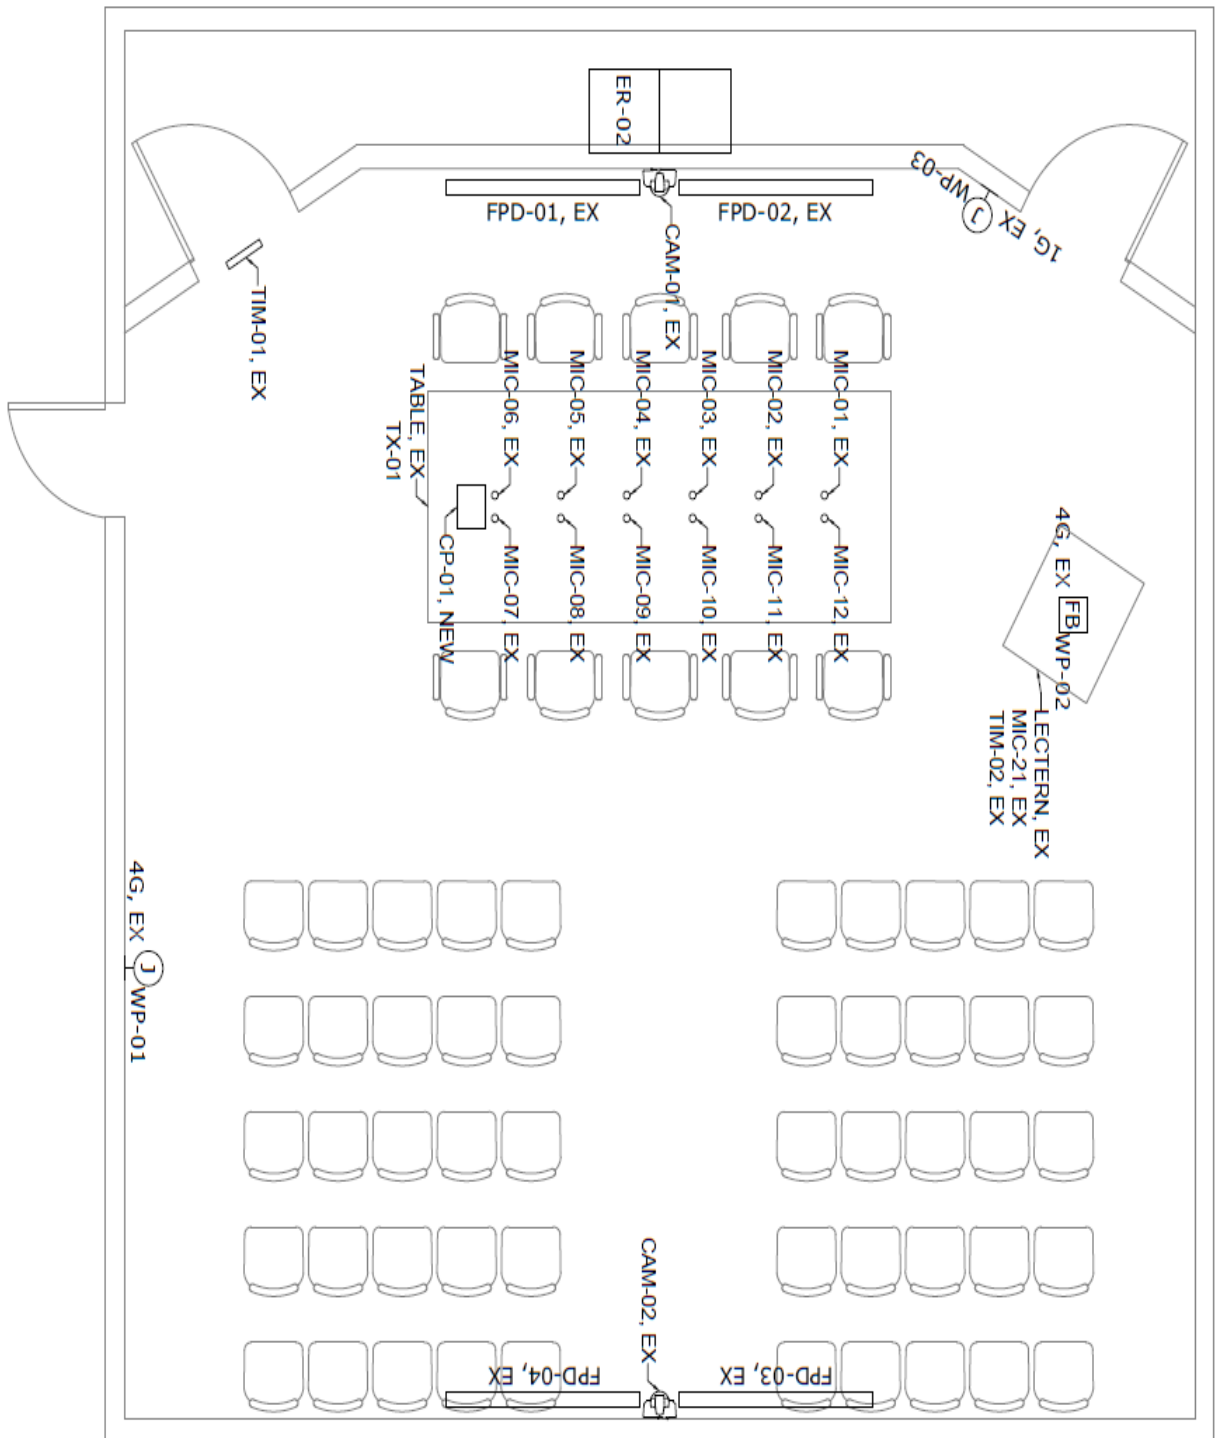 ER-02
FPD-01, EX
FPD-02, EX
CAM-01, EX
WP-03
J
1G, EX
TIM-01, EX
TABLE, EX
TX-01
MIC-06, EX
MIC-05, EX
MIC-04, EX
MIC-03, EX
MIC-02, EX
MIC-01, EX
CP-01, NEW
MIC-07, EX
MIC-08, EX
MIC-09, EX
MIC-10, EX
MIC-11, EX
MIC-12, EX
4G, EX
FB
WP-02
LECTERN, EX
MIC-21, EX
TIM-02, EX
4G, EX
J
WP-01
CAM-02, EX
FPD-04, EX
FPD-03, EX